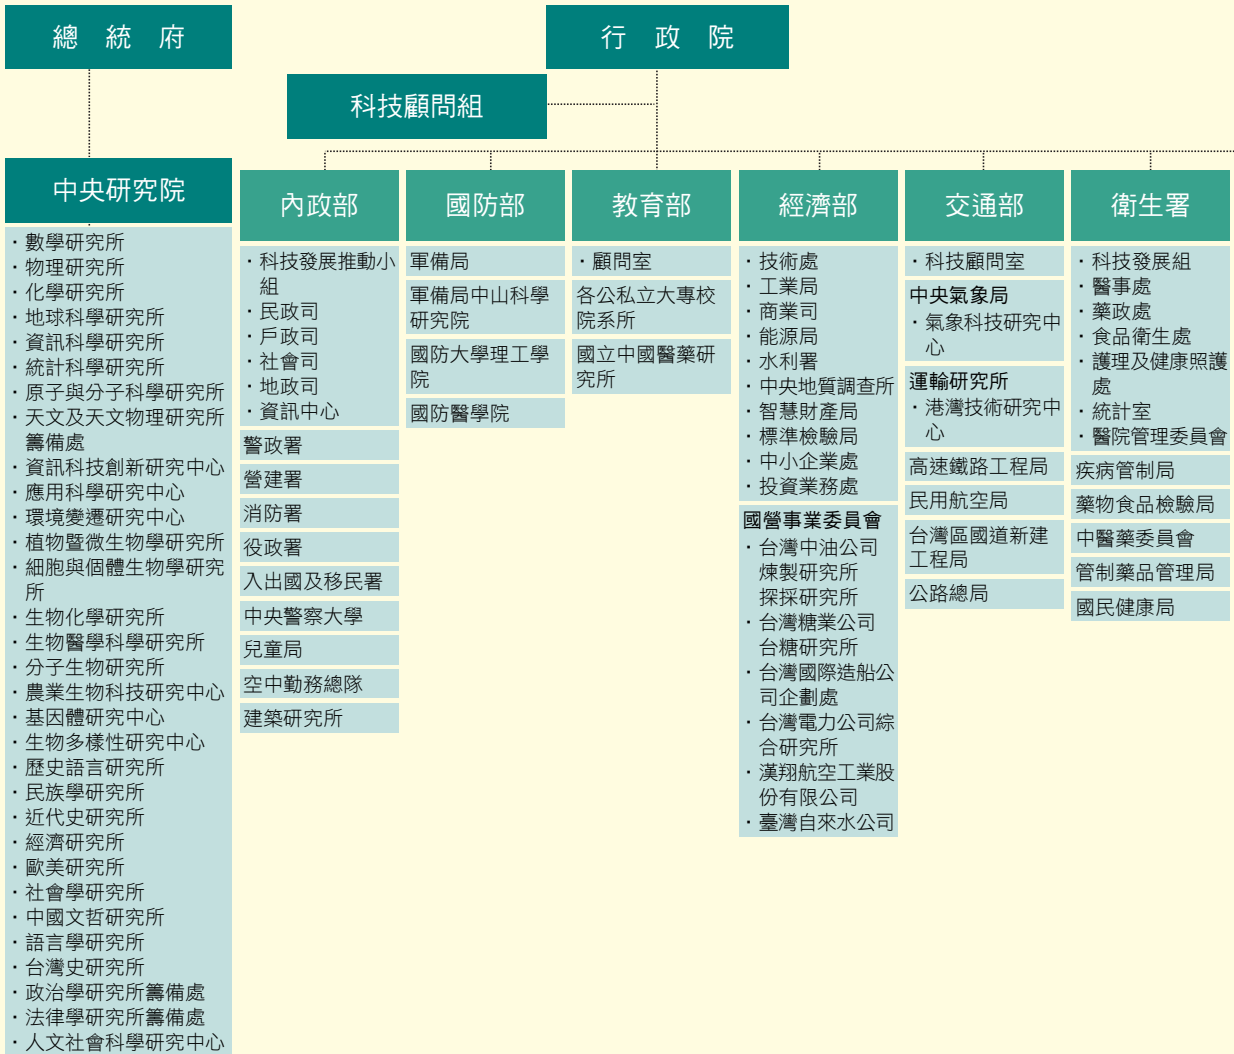 總統府
行政院
科技顧問組
中央研究院
・數學研究所
・物理研究所
・化學研究所
・地球科學研究所
・資訊科學研究所
・統計科學研究所
・原子與分子科學研究所
・天文及天文物理研究所
籌備處
・資訊科技創新研究中心
・應用科學研究中心
・環境變遷研究中心
・植物暨微生物學研究所
・細胞與個體生物學研究
所
・生物化學研究所
・生物醫學科學研究所
・分子生物研究所
・農業生物科技研究中心
・基因體研究中心
・生物多樣性研究中心
・歷史語言研究所
・民族學研究所
・近代史研究所
・經濟研究所
・歐美研究所
・社會學研究所
・中國文哲研究所
・語言學研究所
・台灣史研究所
・政治學研究所籌備處
・法律學研究所籌備處
・人文社會科學研究中心
內政部
・科技發展推動小
組
・民政司
・戶政司
・社會司
・地政司
・資訊中心
警政署
營建署
消防署
役政署
入出國及移民署
中央警察大學
兒童局
空中勤務總隊
建築研究所
國防部
軍備局
軍備局中山科學
研究院
國防大學理工學
院
國防醫學院
教育部
・顧問室
各公私立大專校
院系所
國立中國醫藥研
究所
經濟部
・技術處
・工業局
・商業司
・能源局
・水利署
・中央地質調查所
・智慧財產局
・標準檢驗局
・中小企業處
・投資業務處
國營事業委員會
・台灣中油公司
煉製研究所
探採研究所
・台灣糖業公司
台糖研究所
・台灣國際造船公
司企劃處
・台灣電力公司綜
合研究所
・漢翔航空工業股
份有限公司
・臺灣自來水公司
交通部
・科技顧問室
中央氣象局
・氣象科技研究中
心
運輸研究所
・港灣技術研究中
心
高速鐵路工程局
民用航空局
台灣區國道新建
工程局
公路總局
衛生署
・科技發展組
・醫事處
・藥政處
・食品衛生處
・護理及健康照護
處
・統計室
・醫院管理委員會
疾病管制局
藥物食品檢驗局
中醫藥委員會
管制藥品管理局
國民健康局